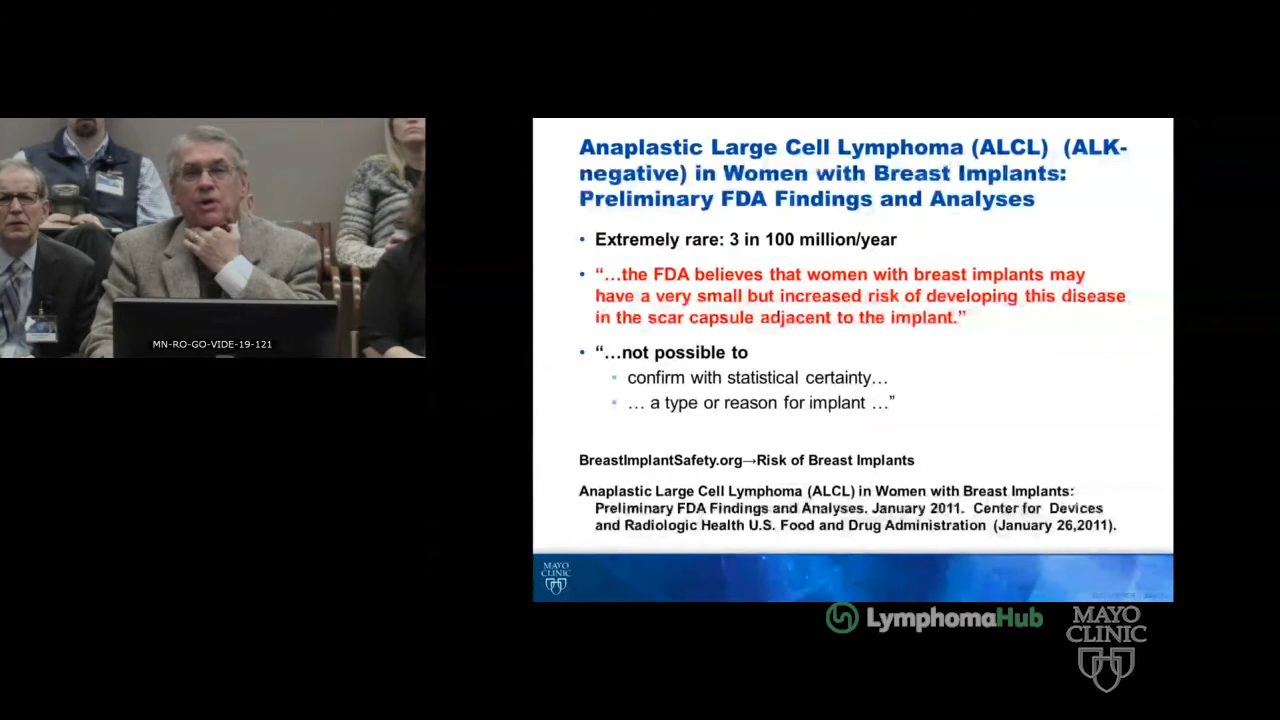 MN-RO-GO-VIDE-19-121
Anaplastic Large Cell Lymphoma (ALCL) (ALK-
negative) in Women with Breast Implants:
Preliminary FDA Findings and Analyses
• Extremely rare: 3 in 100 million/year
• “…the FDA believes that women with breast implants may
have a very small but increased risk of developing this disease
in the scar capsule adjacent to the implant.”
• “…not possible to
• confirm with statistical certainty…
• … a type or reason for implant …”
BreastImplantSafety.org→Risk of Breast Implants
Anaplastic Large Cell Lymphoma (ALCL) in Women with Breast Implants:
Preliminary FDA Findings and Analyses. January 2011. Center for Devices
and Radiologic Health U.S. Food and Drug Administration (January 26,2011).
MAYO
CLINIC
LymphomaHub
MAYO
CLINIC